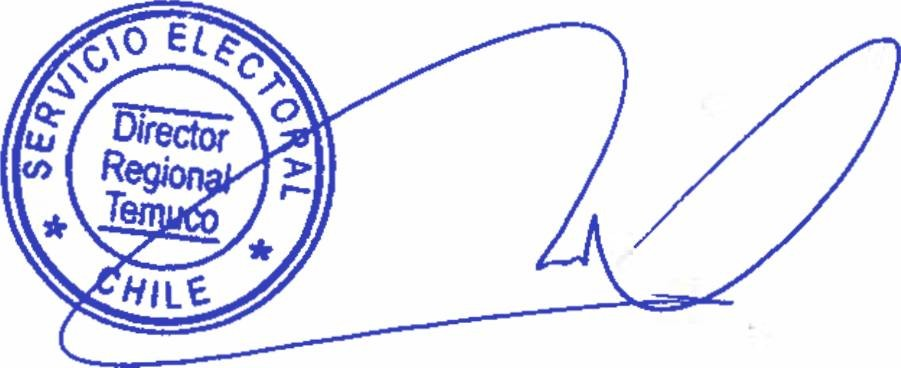 SERVICIO ELECTORAL
Director
Regional
Temuco
* CHILE *